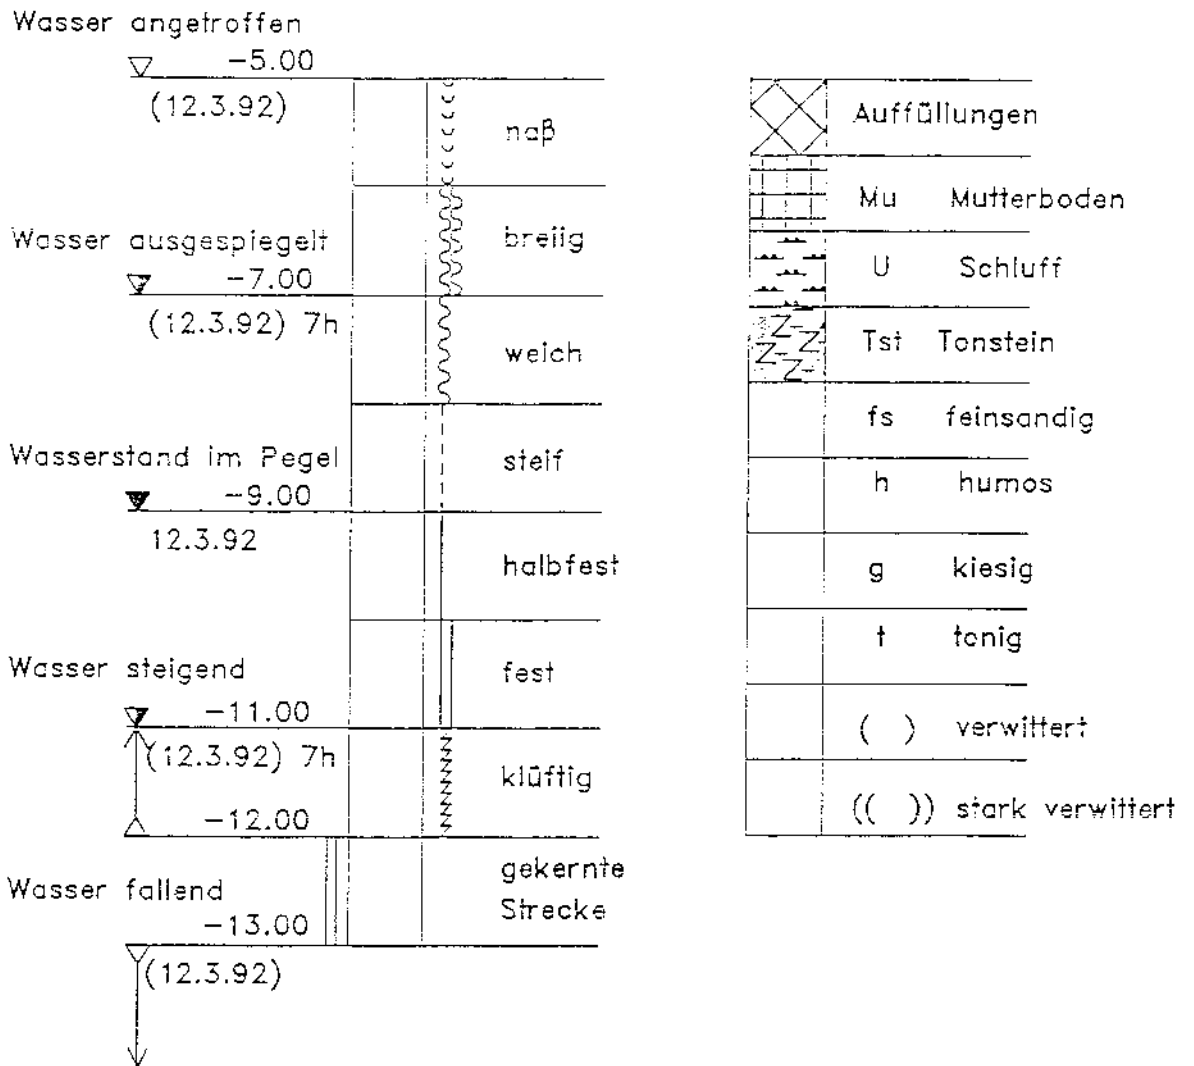 Wasser angetroffen
-5.00
(12.3.92)
naß
Wasser ausgespiegelt
-7.00
(12.3.92) 7h
breiig
weich
Wasserstand im Pegel
-9.00
12.3.92
steif
halbfest
Wasser steigend
-11.00
(12.3.92) 7h
-12.00
fest
klüftig
Wasser fallend
-13.00
(12.3.92)
gekernte
Strecke
Auffüllungen
Mu Mutterboden
U Schluff
Tst Tonstein
fs feinsandig
h humos
g kiesig
t tonig
( ) verwittert
(( )) stark verwittert